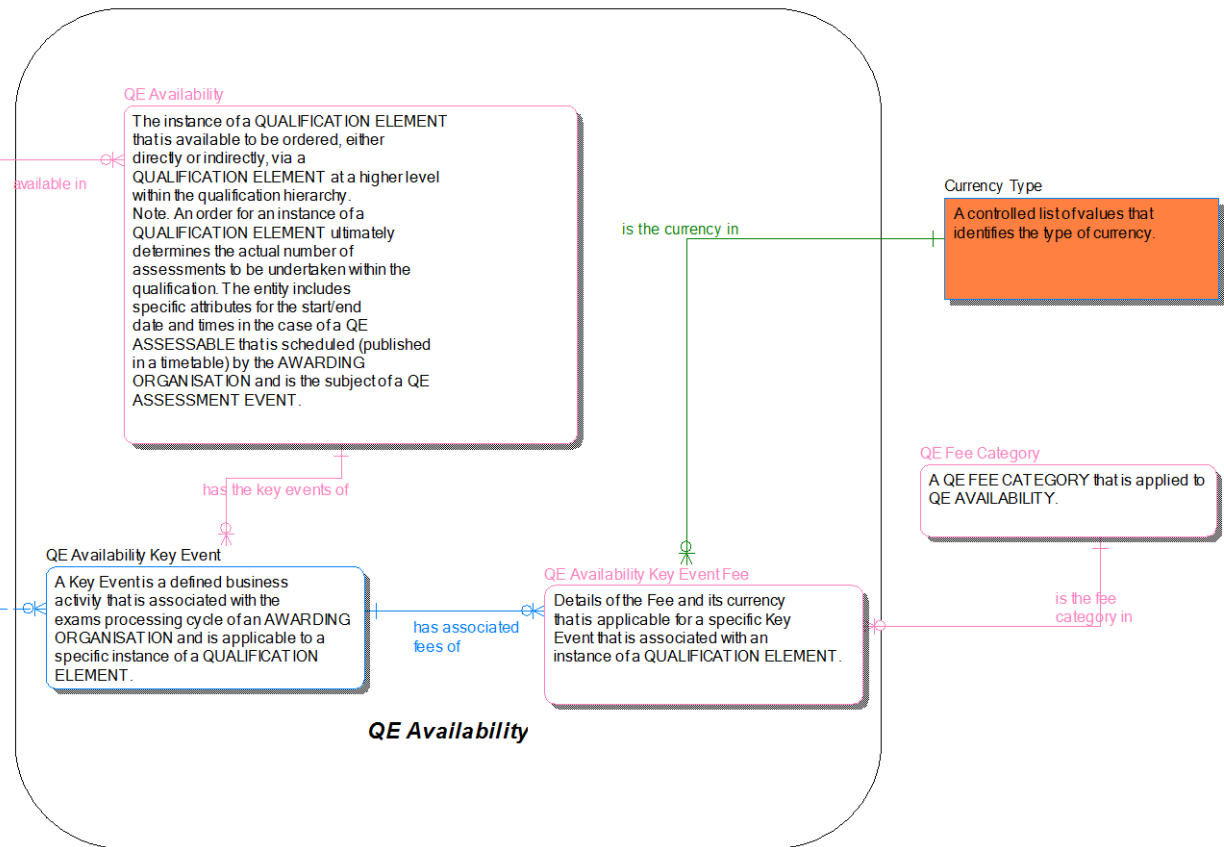 QE Availability
The instance of a QUALIFICATION ELEMENT
that is available to be ordered, either
directly or indirectly, via a
QUALIFICATION ELEMENT at a higher level
within the qualification hierarchy.
Note. An order for an instance of a
QUALIFICATION ELEMENT ultimately
determines the actual number of
assessments to be undertaken within the
qualification. The entity includes
specific attributes for the start/end
date and times in the case of a QE
ASSESSABLE that is scheduled (published
in a timetable) by the AWARDING
ORGANISATION and is the subject of a QE
ASSESSMENT EVENT.
available in
Currency Type
A controlled list of values that
identifies the type of currency.
is the currency in
QE Fee Category
A QE FEE CATEGORY that is applied to
QE AVAILABILITY.
has the key events of
QE Availability Key Event
A Key Event is a defined business
activity that is associated with the
exams processing cycle of an AWARDING
ORGANISATION and is applicable to a
specific instance of a QUALIFICATION
ELEMENT.
has associated
fees of
QE Availability Key Event Fee
Details of the Fee and its currency
that is applicable for a specific Key
Event that is associated with an
instance of a QUALIFICATION ELEMENT.
is the fee
category in
QE Availability